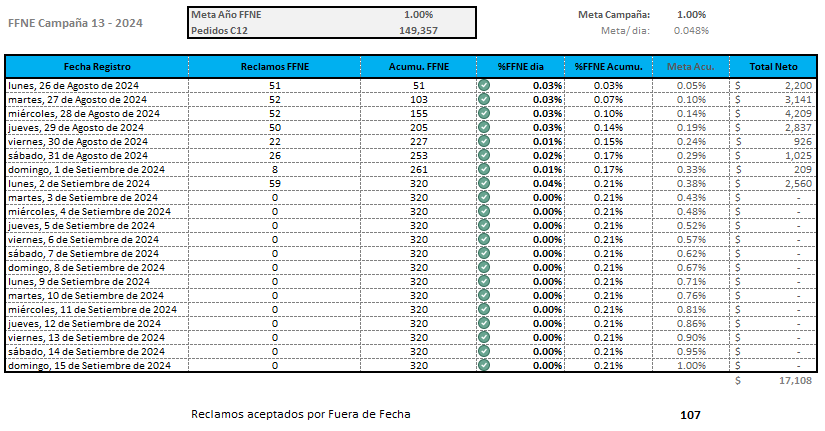 FFNE Campaña 13 - 2024
Meta Año FFNE 1.00%
Pedidos C12 149,357
Meta Campaña: 1.00%
Meta/ dia: 0.048%
Fecha Registro Reclamos FFNE Acumu. FFNE %FFNE dia %FFNE Acumu. Meta Acu. Total Neto
lunes, 26 de Agosto de 2024 51 51 0.03% 0.03% 0.05% $ 2,200
martes, 27 de Agosto de 2024 52 103 0.03% 0.07% 0.10% $ 3,141
miércoles, 28 de Agosto de 2024 52 155 0.03% 0.10% 0.14% $ 4,209
jueves, 29 de Agosto de 2024 50 205 0.03% 0.14% 0.19% $ 2,837
viernes, 30 de Agosto de 2024 22 227 0.01% 0.15% 0.24% $ 926
sábado, 31 de Agosto de 2024 26 253 0.02% 0.17% 0.29% $ 1,025
domingo, 1 de Setiembre de 2024 8 261 0.01% 0.17% 0.33% $ 209
lunes, 2 de Setiembre de 2024 59 320 0.04% 0.21% 0.38% $ 2,560
martes, 3 de Setiembre de 2024 0 320 0.00% 0.21% 0.43% $ -
miércoles, 4 de Setiembre de 2024 0 320 0.00% 0.21% 0.48% $ -
jueves, 5 de Setiembre de 2024 0 320 0.00% 0.21% 0.52% $ -
viernes, 6 de Setiembre de 2024 0 320 0.00% 0.21% 0.57% $ -
sábado, 7 de Setiembre de 2024 0 320 0.00% 0.21% 0.62% $ -
domingo, 8 de Setiembre de 2024 0 320 0.00% 0.21% 0.67% $ -
lunes, 9 de Setiembre de 2024 0 320 0.00% 0.21% 0.71% $ -
martes, 10 de Setiembre de 2024 0 320 0.00% 0.21% 0.76% $ -
miércoles, 11 de Setiembre de 2024 0 320 0.00% 0.21% 0.81% $ -
jueves, 12 de Setiembre de 2024 0 320 0.00% 0.21% 0.86% $ -
viernes, 13 de Setiembre de 2024 0 320 0.00% 0.21% 0.90% $ -
sábado, 14 de Setiembre de 2024 0 320 0.00% 0.21% 0.95% $ -
domingo, 15 de Setiembre de 2024 0 320 0.00% 0.21% 1.00% $ -
$ 17,108
Reclamos aceptados por Fuera de Fecha 107